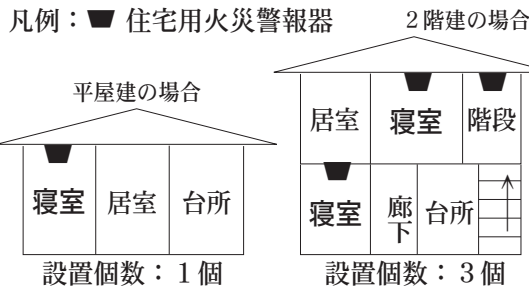 凡例：住宅用火災警報器
平屋建の場合
寝室 居室 台所
設置個数：１個
２階建の場合
居室 寝室 階段
寝室 廊下 台所
設置個数：３個